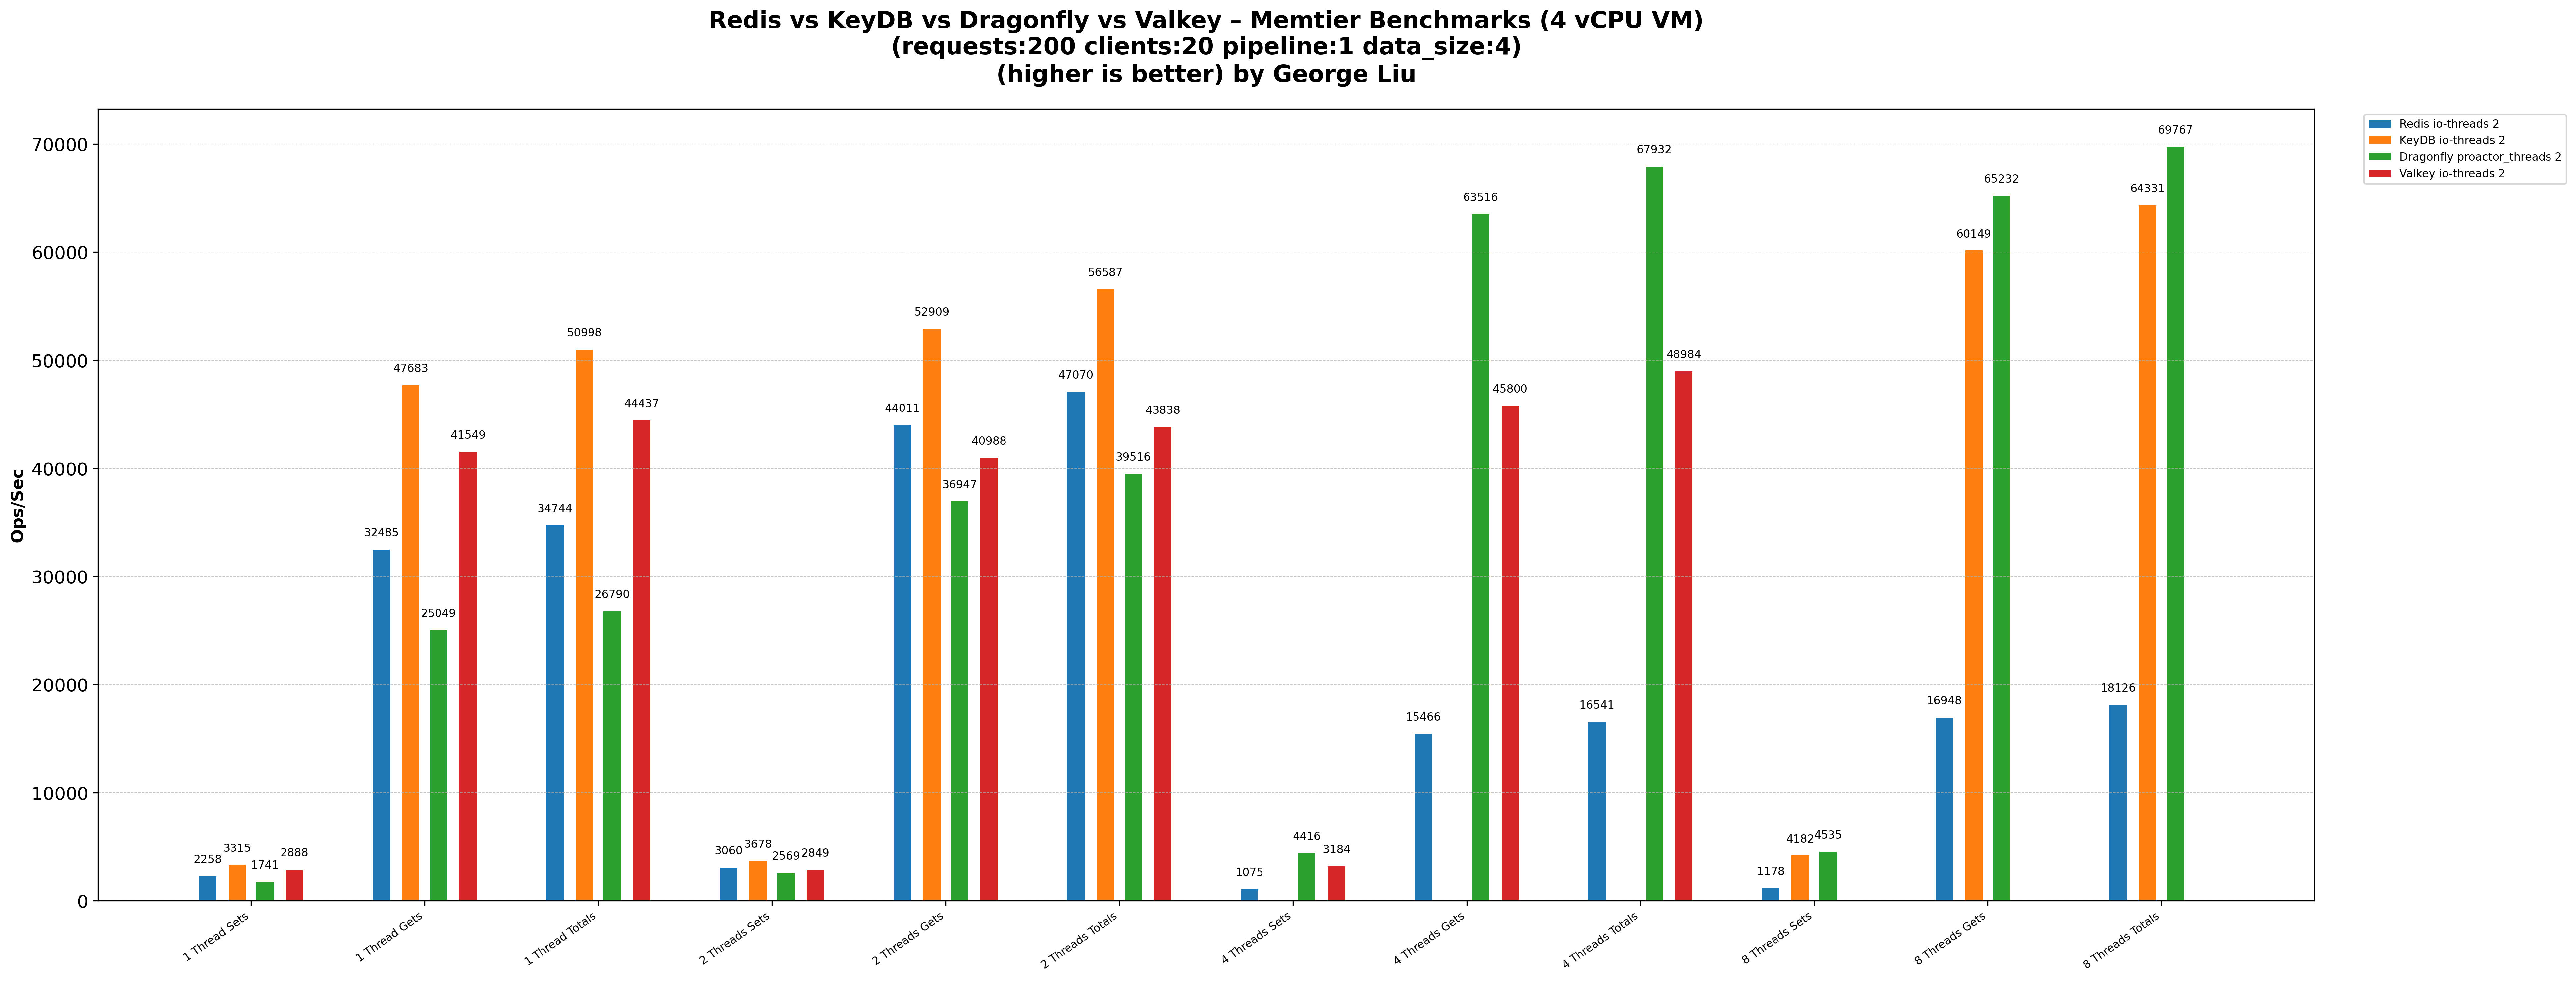 Redis vs KeyDB vs Dragonfly vs Valkey – Memtier Benchmarks (4 vCPU VM)
(requests:200 clients:20 pipeline:1 data_size:4)
(higher is better) by George Liu
Redis io-threads 2
KeyDB io-threads 2
Dragonfly proactor_threads 2
Valkey io-threads 2
Ops/Sec
70000
60000
50000
40000
30000
20000
10000
0
2258
3315
1741
2888
32485
47683
25049
41549
34744
50998
26790
44437
3060
3678
2569
2849
44011
52909
36947
40988
47070
56587
39516
43838
1075
4416
3184
15466
63516
45800
16541
67932
48984
1178
4182
4535
16948
60149
65232
18126
64331
69767
1 Thread Sets
1 Thread Gets
1 Thread Totals
2 Threads Sets
2 Threads Gets
2 Threads Totals
4 Threads Sets
4 Threads Gets
4 Threads Totals
8 Threads Sets
8 Threads Gets
8 Threads Totals